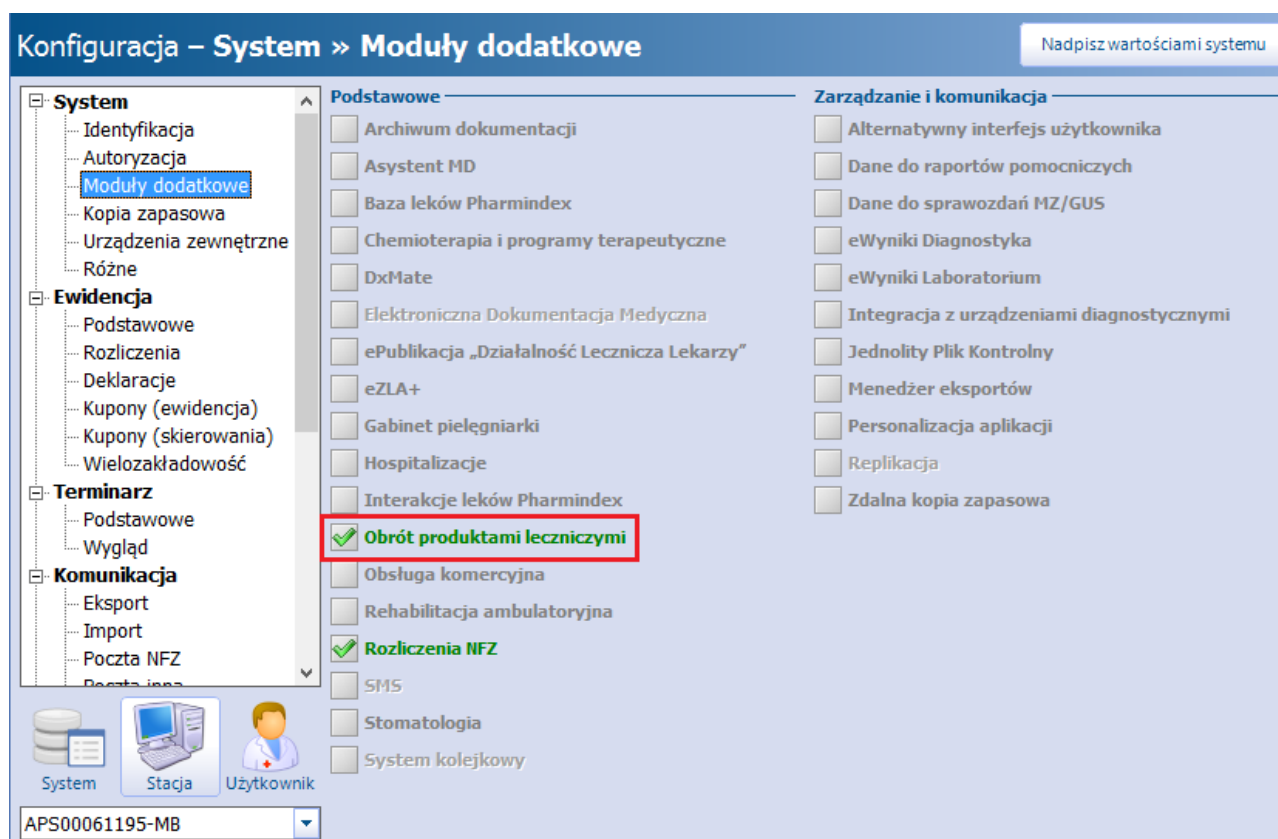 Konfiguracja – System » Moduły dodatkowe
Nadpisz wartościami systemu
System
Identyfikacja
Autoryzacja
Moduły dodatkowe
Kopia zapasowa
Urządzenia zewnętrzne
Różne
Ewidencja
Podstawowe
Rozliczenia
Deklaracje
Kupony (ewidencja)
Kupony (skierowania)
Wielozakładowość
Terminarz
Podstawowe
Wygląd
Komunikacja
Eksport
Import
Poczta NFZ
Poczta inna
System
Stacja
Użytkownik
APS00061195-MB
Podstawowe
Archiwum dokumentacji
Asystent MD
Baza leków Pharmindex
Chemioterapia i programy terapeutyczne
DxMate
Elektroniczna Dokumentacja Medyczna
ePublikacja „Działalność Lecznicza Lekarzy”
eZLA+
Gabinet pielęgniarki
Hospitalizacje
Interakcje leków Pharmindex
Obrót produktami leczniczymi
Obsługa komercyjna
Rehabilitacja ambulatoryjna
Rozliczenia NFZ
SMS
Stomatologia
System kolejkowy
Zarządzanie i komunikacja
Alternatywny interfejs użytkownika
Dane do raportów pomocniczych
Dane do sprawozdań MZ/GUS
eWyniki Diagnostyka
eWyniki Laboratorium
Integracja z urządzeniami diagnostycznymi
Jednolity Plik Kontrolny
Menedżer eksportów
Personalizacja aplikacji
Replikacja
Zdalna kopia zapasowa